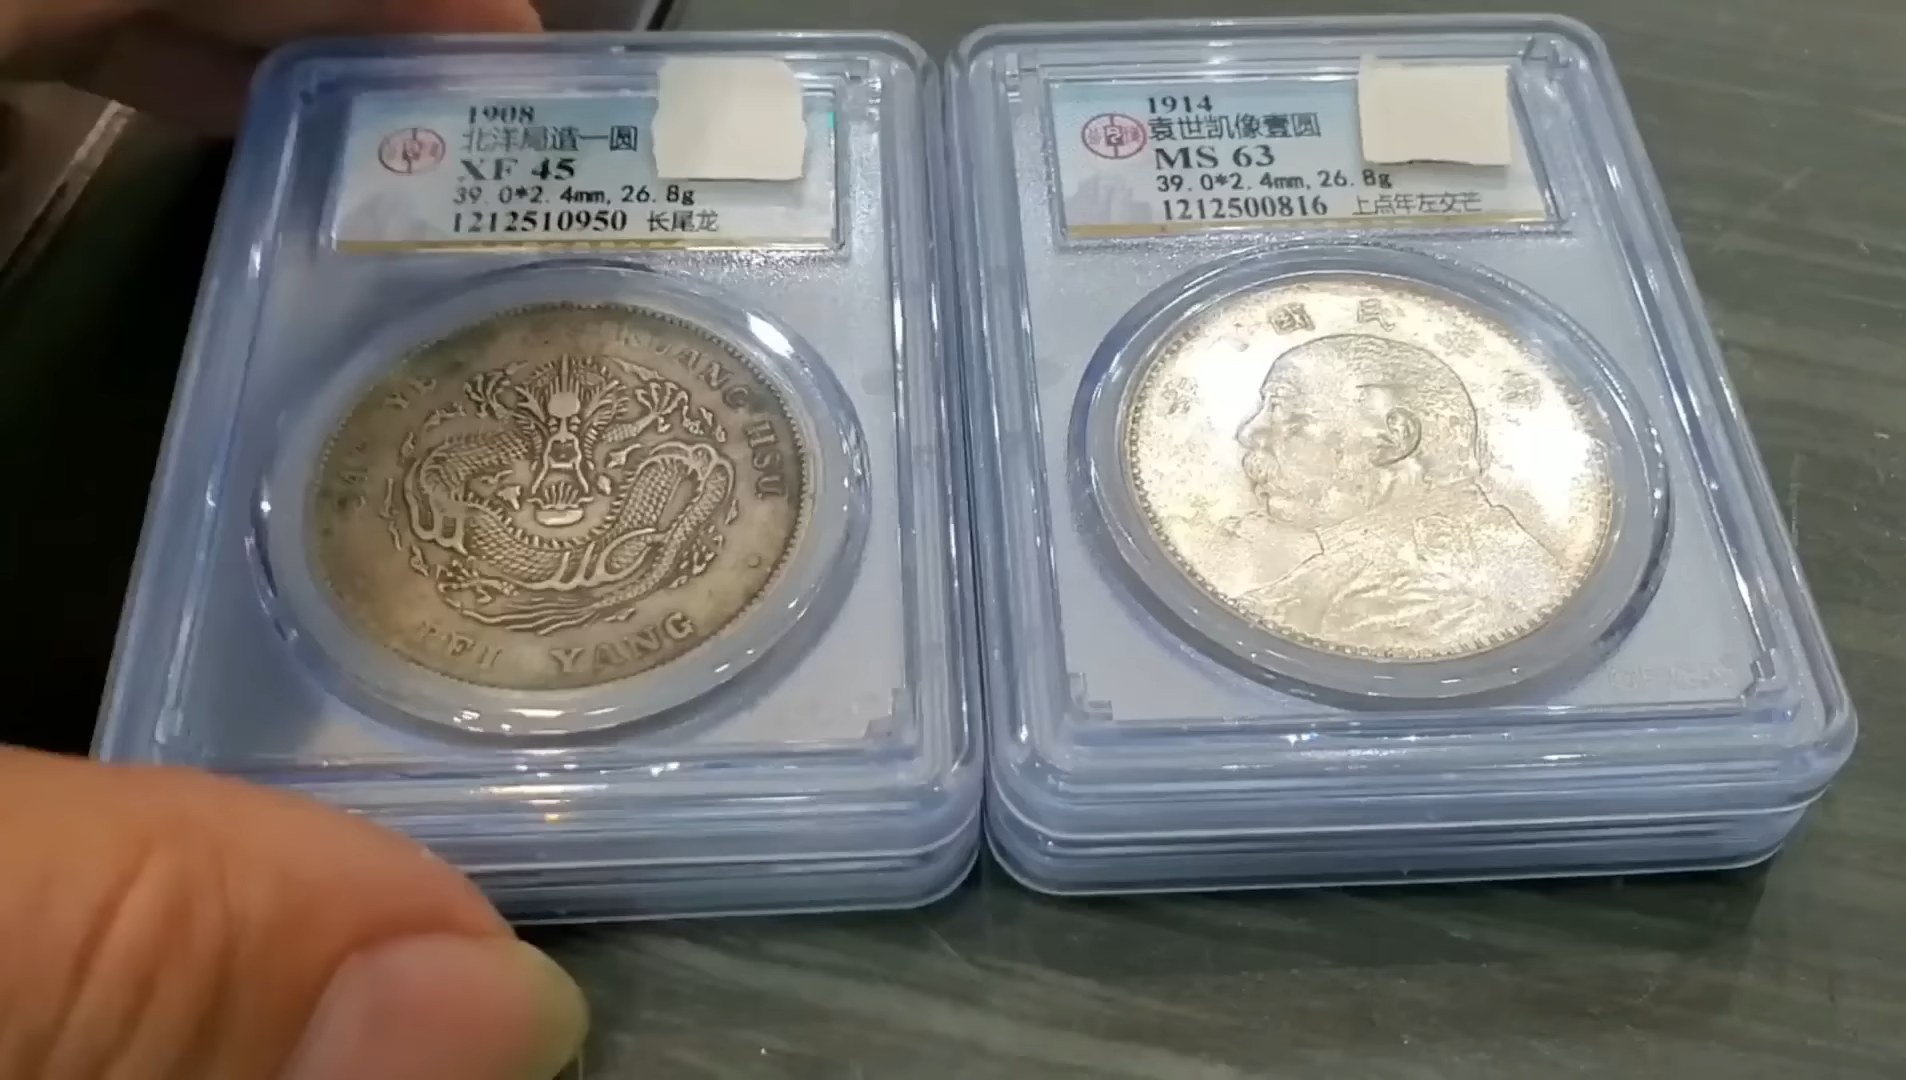 1908
北洋局造一圆
XF 45
39.0*2.4mm,26.8g
1212510950 长尾龙
KUANG HSU
PEI YANG
1914
袁世凯像壹圆
MS 63
39.0*2.4mm,26.8g
1212500816 上点年左交芒
國民